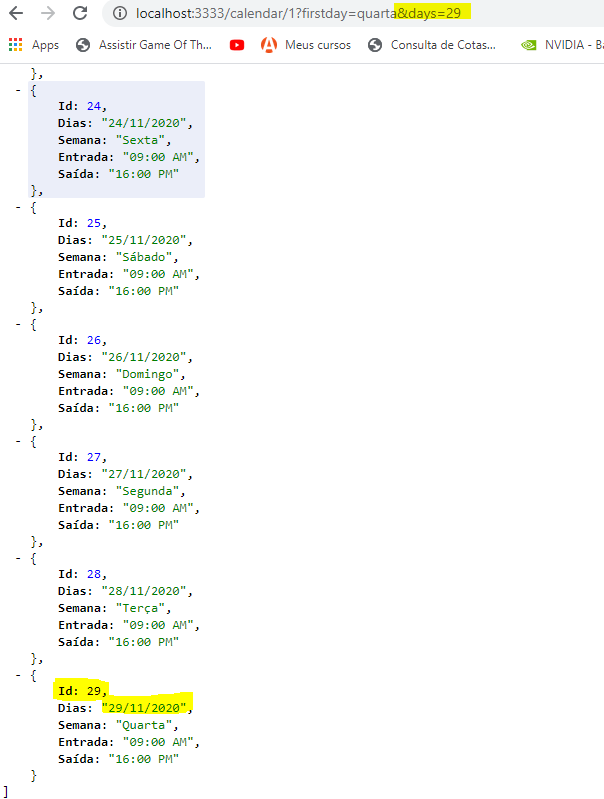 localhost:3333/calendar/1?firstday=quarta&days=29
Apps Assistir Game Of Th... Meus cursos Consulta de Cotas... NVIDIA - Ba
},
- {
Id: 24,
Dias: "24/11/2020",
Semana: "Sexta",
Entrada: "09:00 AM",
Saída: "16:00 PM"
},
- {
Id: 25,
Dias: "25/11/2020",
Semana: "Sábado",
Entrada: "09:00 AM",
Saída: "16:00 PM"
},
- {
Id: 26,
Dias: "26/11/2020",
Semana: "Domingo",
Entrada: "09:00 AM",
Saída: "16:00 PM"
},
- {
Id: 27,
Dias: "27/11/2020",
Semana: "Segunda",
Entrada: "09:00 AM",
Saída: "16:00 PM"
},
- {
Id: 28,
Dias: "28/11/2020",
Semana: "Terça",
Entrada: "09:00 AM",
Saída: "16:00 PM"
},
- {
Id: 29,
Dias: "29/11/2020",
Semana: "Quarta",
Entrada: "09:00 AM",
Saída: "16:00 PM"
}
]